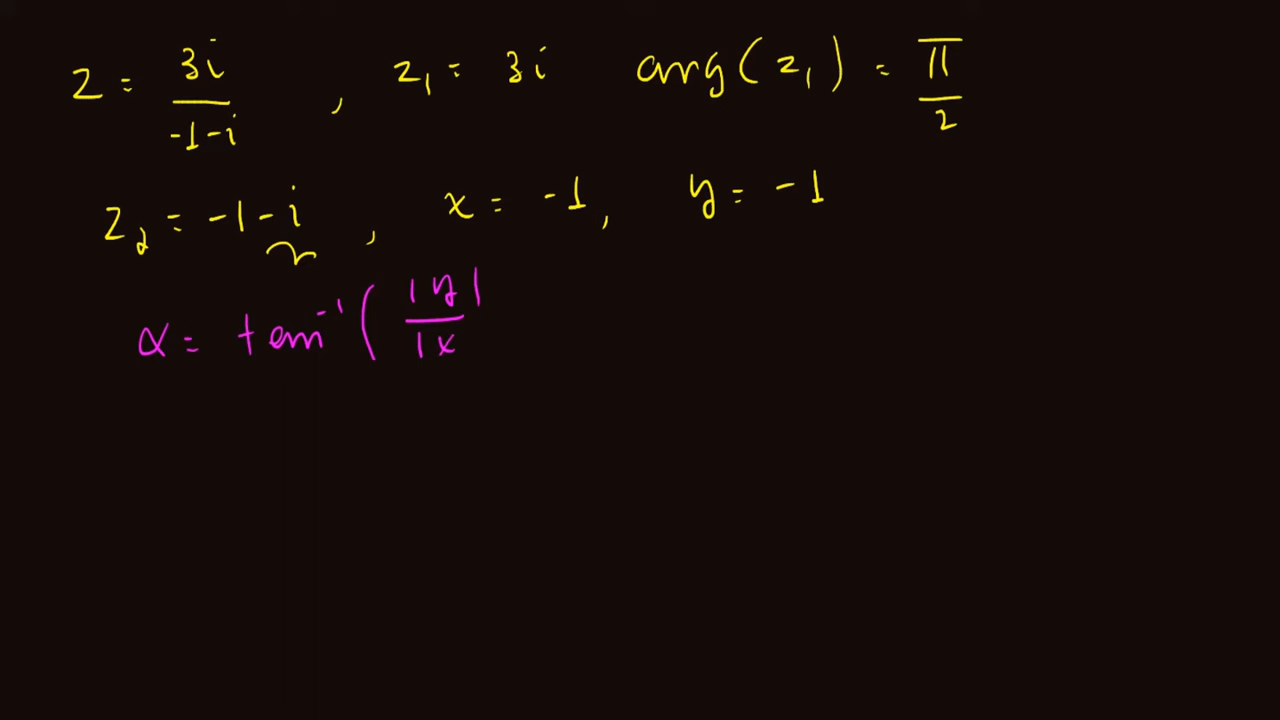 z = 3i/-1-i , z₁ = 3i arg(z₁) = π/2
z₂ = -1-i , x = -1, y = -1
α = tan⁻¹( |y|/|x